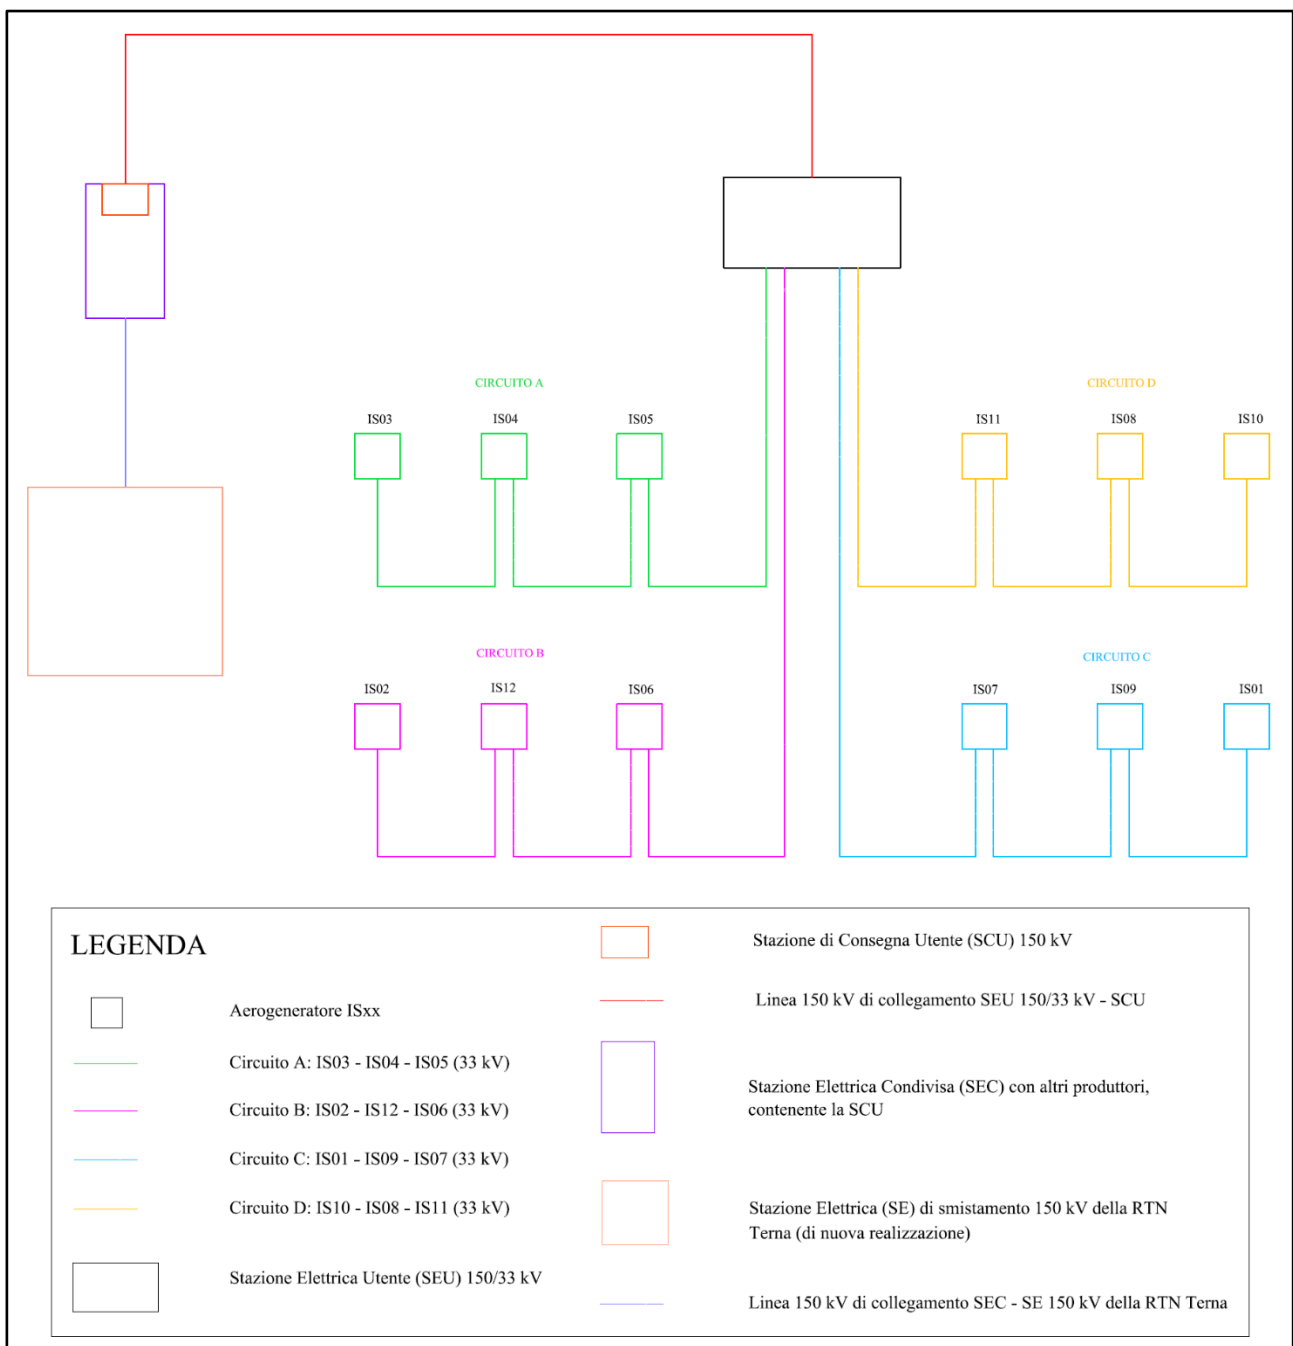 CIRCUITO A
CIRCUITO D
IS03
IS04
IS05
IS11
IS08
IS10
CIRCUITO B
CIRCUITO C
IS02
IS12
IS06
IS07
IS09
IS01
LEGENDA
Aerogeneratore ISxx
Circuito A: IS03 - IS04 - IS05 (33 kV)
Circuito B: IS02 - IS12 - IS06 (33 kV)
Circuito C: IS01 - IS09 - IS07 (33 kV)
Circuito D: IS10 - IS08 - IS11 (33 kV)
Stazione Elettrica Utente (SEU) 150/33 kV
Stazione di Consegna Utente (SCU) 150 kV
Linea 150 kV di collegamento SEU 150/33 kV - SCU
Stazione Elettrica Condivisa (SEC) con altri produttori,
contenente la SCU
Stazione Elettrica (SE) di smistamento 150 kV della RTN
Terna (di nuova realizzazione)
Linea 150 kV di collegamento SEC - SE 150 kV della RTN Terna